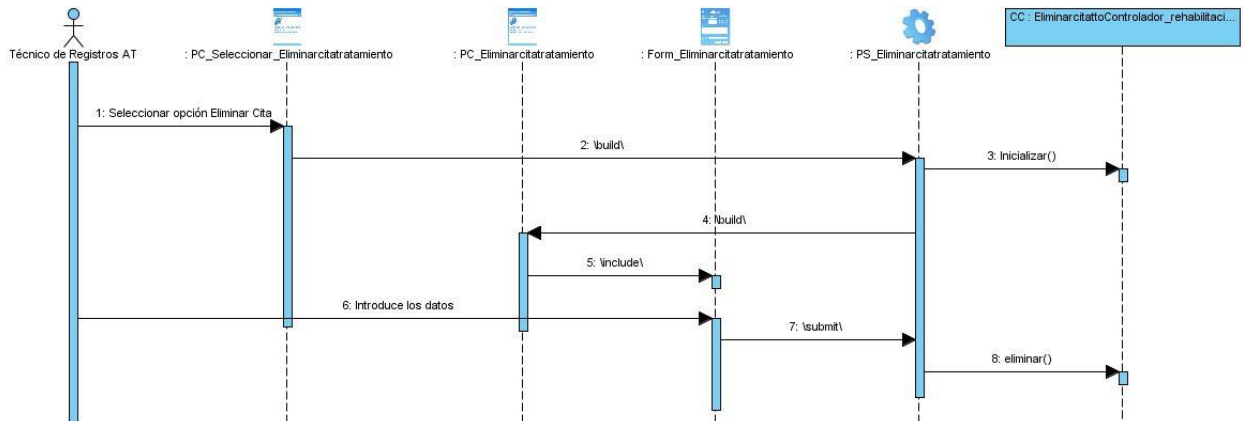 Técnico de Registros AT
: PC_Seleccionar_Eliminarcitatratamiento
: PC_Eliminarcitatratamiento
: Form_Eliminarcitatratamiento
: PS_Eliminarcitatratamiento
CC : EliminarcitattoControlador_rehabilitaci...
1: Seleccionar opción Eliminar Cita
2: \build\
3: Inicializar()
4: \build\
5: \include\
6: Introduce los datos
7: \submit\
8: eliminar()